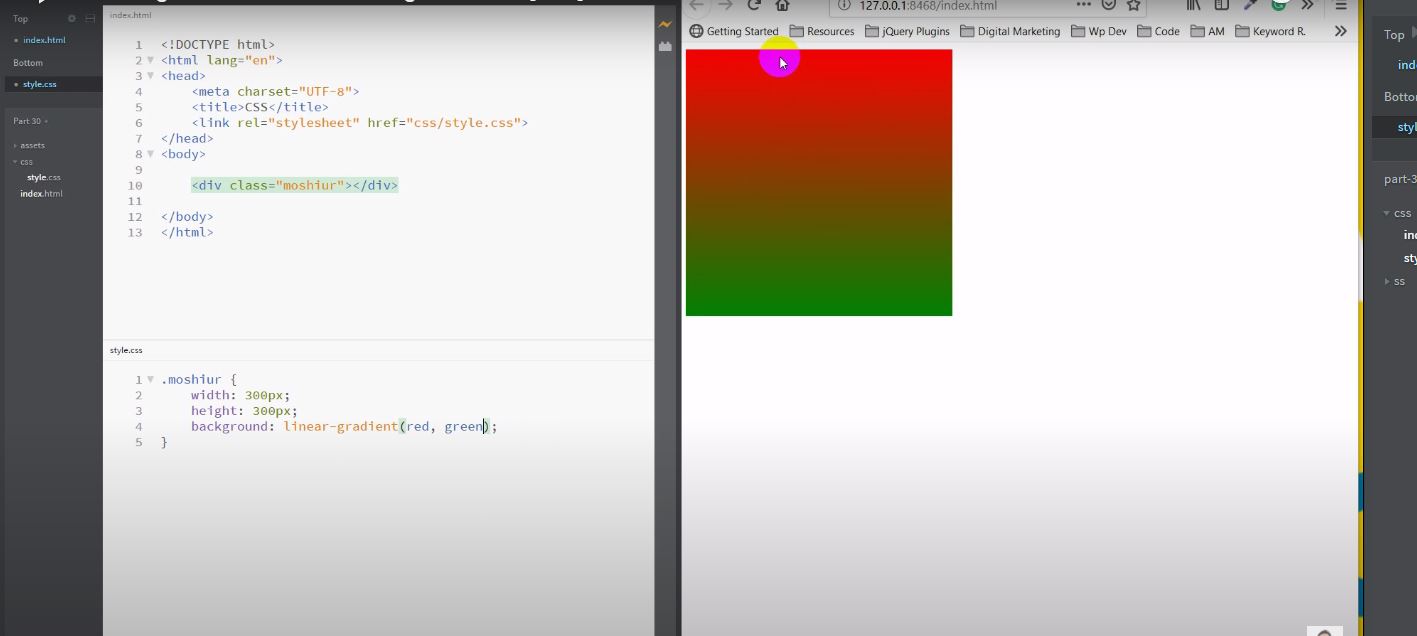 Top
index.html
Bottom
style.css
Part 30
assets
css
style.css
index.html
index.html
1 <!DOCTYPE html>
2 <html lang="en">
3 <head>
4 <meta charset="UTF-8">
5 <title>CSS</title>
6 <link rel="stylesheet" href="css/style.css">
7 </head>
8 <body>
9
10 <div class="moshiur"></div>
11
12 </body>
13 </html>
style.css
1 .moshiur {
2 width: 300px;
3 height: 300px;
4 background: linear-gradient(red, green);
5 }
127.0.0.1:8468/index.html
Getting Started Resources jQuery Plugins Digital Marketing Wp Dev Code AM Keyword R.
Top
inde
Bottor
styl
part-3
css
in
sty
ss